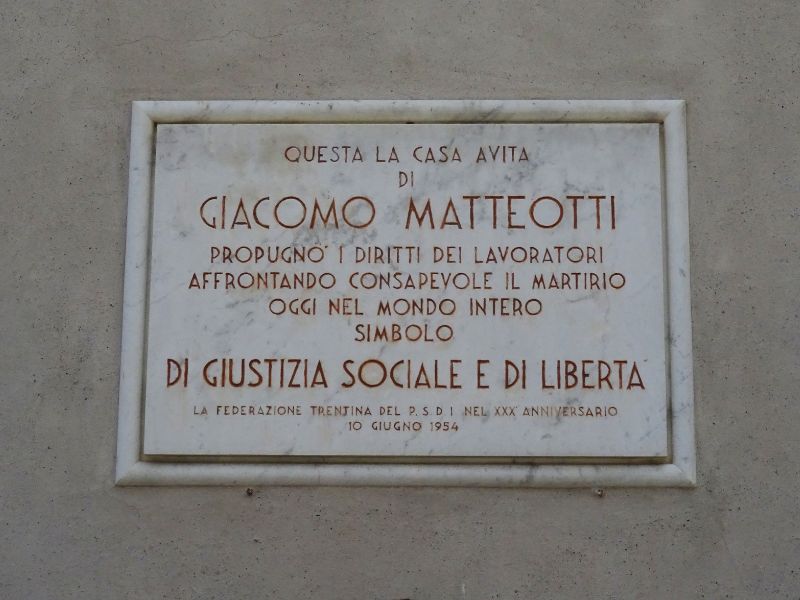 QUESTA LA CASA AVITA
DI
GIACOMO MATTEOTTI
PROPUGNO' I DIRITTI DEI LAVORATORI
AFFRONTANDO CONSAPEVOLE IL MARTIRIO
OGGI NEL MONDO INTERO
SIMBOLO
DI GIUSTIZIA SOCIALE E DI LIBERTA
LA FEDERAZIONE TRENTINA DEL P.S.D I NEL XXX° ANNIVERSARIO
10 GIUGNO 1954